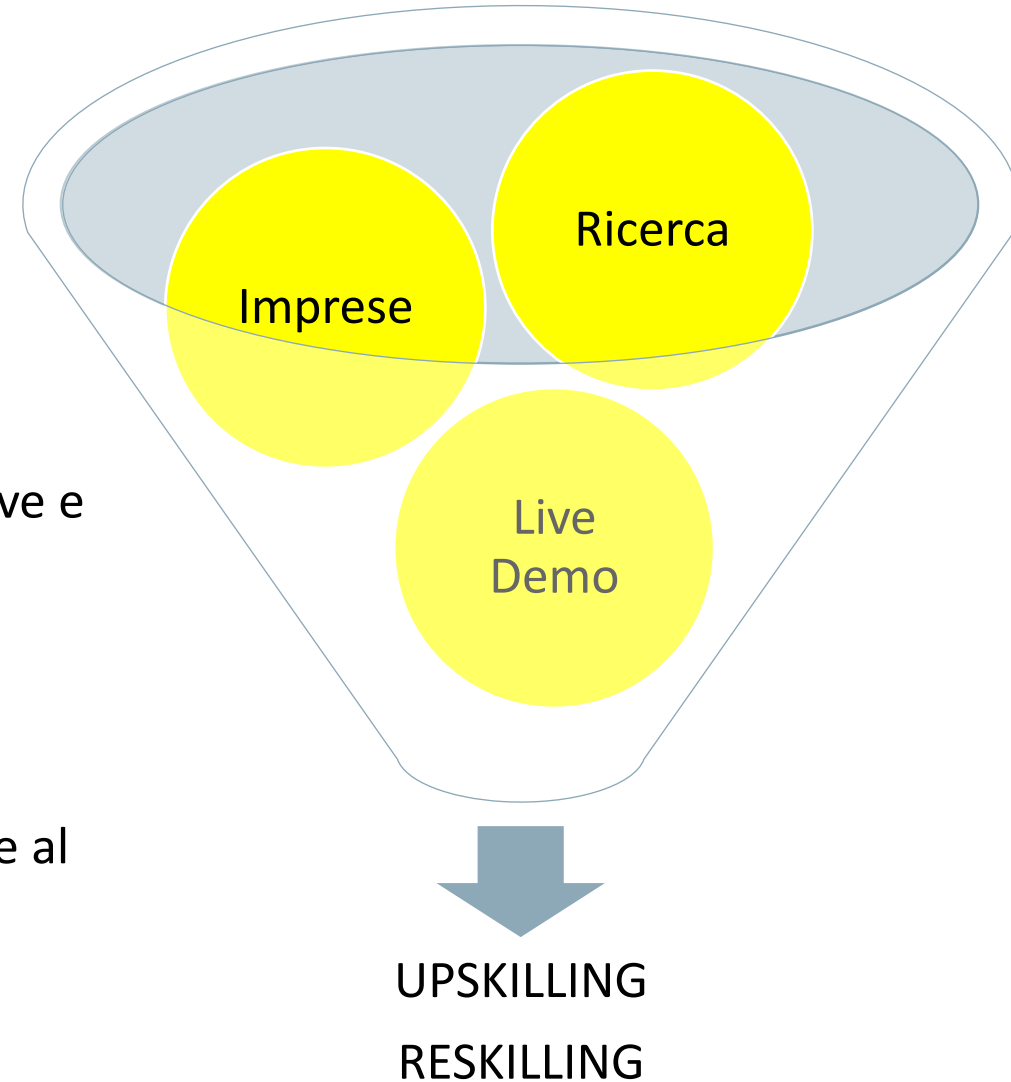 Ricerca
Imprese
ve e
Live
Demo
e al
UPSKILLING
RESKILLING